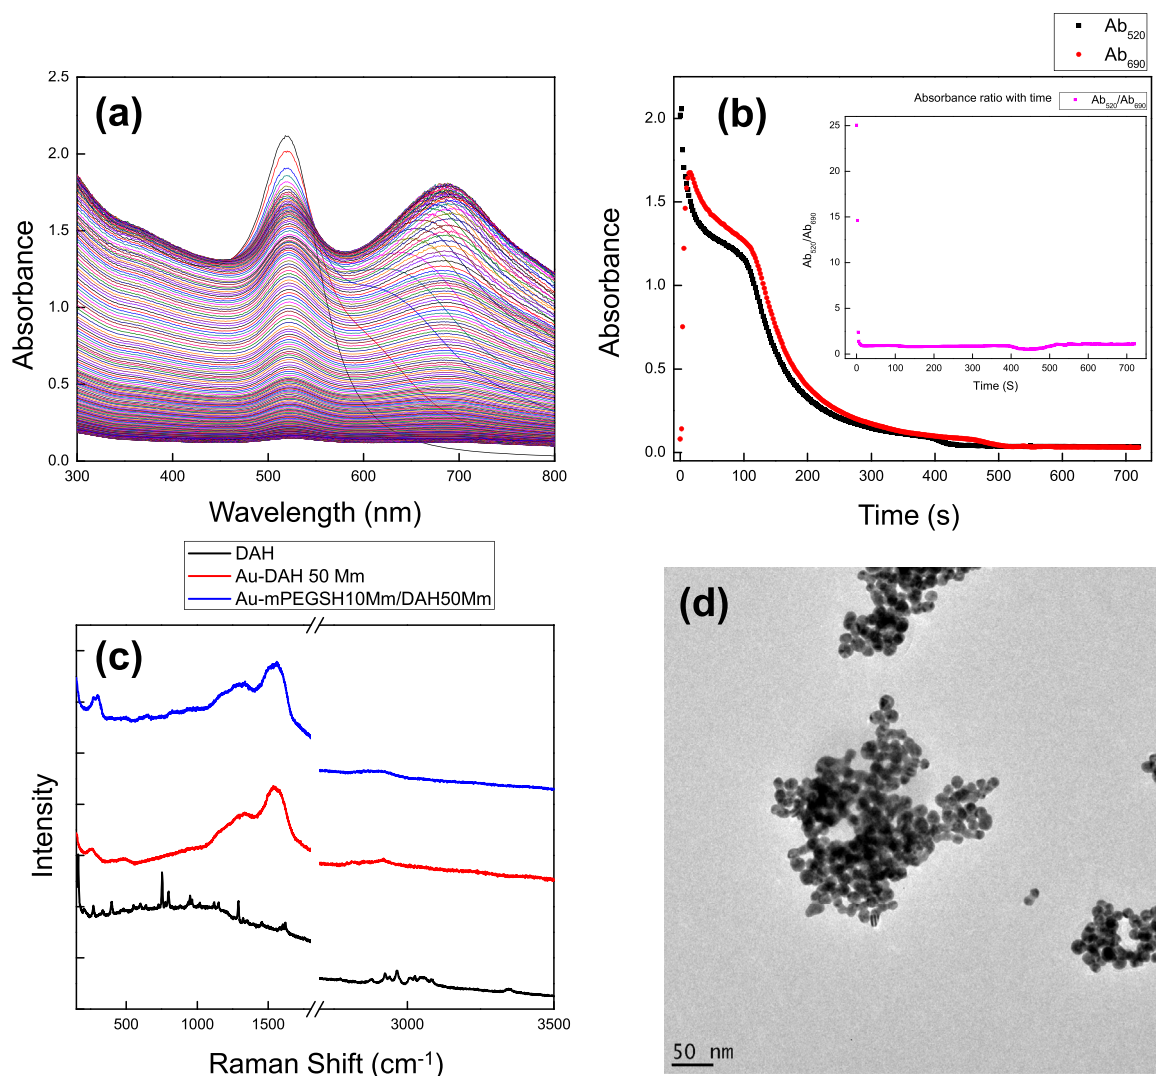 (a)
2.5
2.0
1.5
1.0
0.5
0.0
300 400 500 600 700 800
Absorbance
Wavelength (nm)
Ab520
Ab690
(b)
2.0
1.5
1.0
0.5
0.0
0 100 200 300 400 500 600 700
Absorbance
Time (s)
Absorbance ratio with time
Ab520/Ab690
25
20
15
10
5
0
0 100 200 300 400 500 600 700
Ab520/Ab690
Time (S)
DAH
Au-DAH 50 Mm
Au-mPEGSH10Mm/DAH50Mm
(c)
Intensity
500 1000 1500 3000 3500
Raman Shift (cm-1)
(d)
50 nm